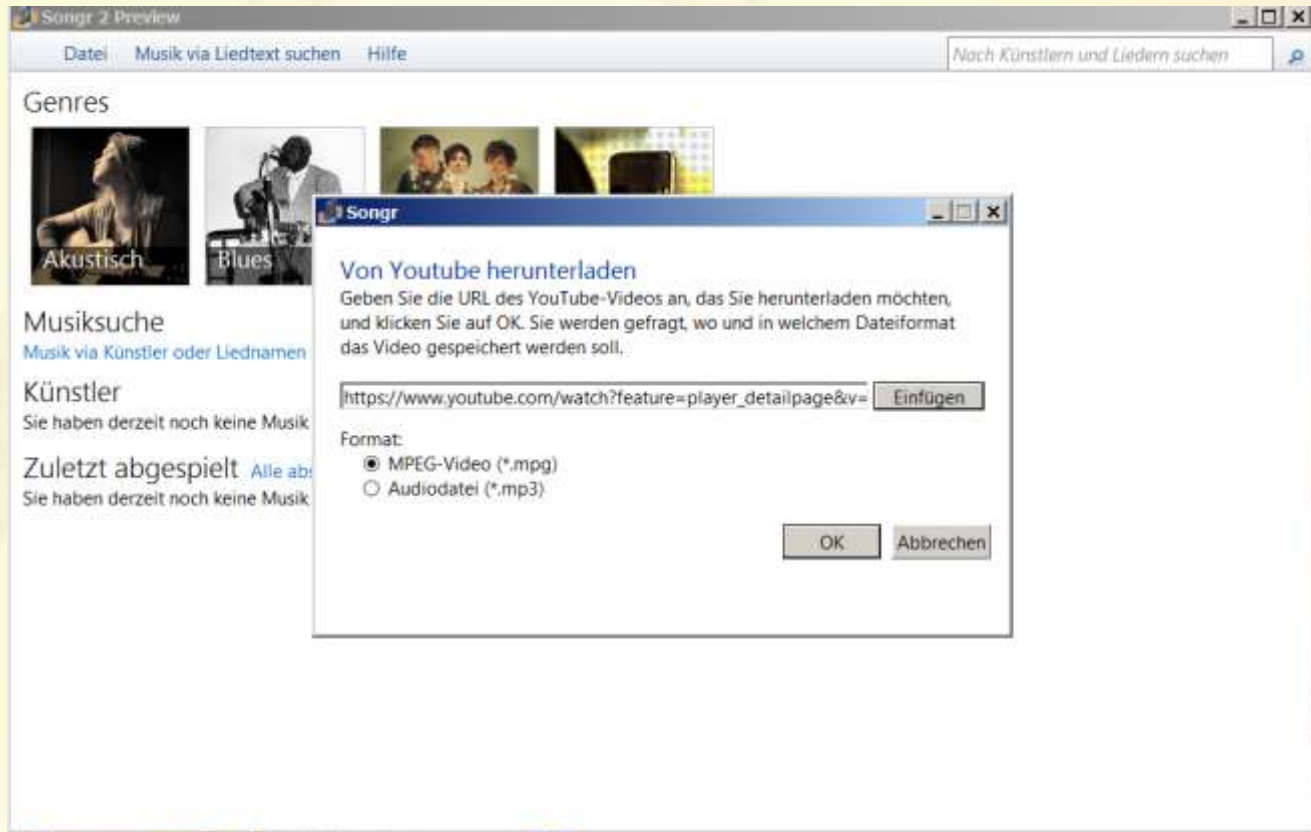 Songr 2 Preview
Datei Musik via Liedtext suchen Hilfe Nach Künstlern und Liedern suchen
Genres
Akustisch Blues
Musiksuche
Musik via Künstler oder Liednamen
Künstler
Sie haben derzeit noch keine Musik
Zuletzt abgespielt Alle abs
Sie haben derzeit noch keine Musik
Songr
Von Youtube herunterladen
Geben Sie die URL des YouTube-Videos an, das Sie herunterladen möchten,
und klicken Sie auf OK. Sie werden gefragt, wo und in welchem Dateiformat
das Video gespeichert werden soll.
https://www.youtube.com/watch?feature=player_detailpage&v= Einfügen
Format:
MPEG-Video (*.mpg)
Audiodatei (*.mp3)
OK Abbrechen